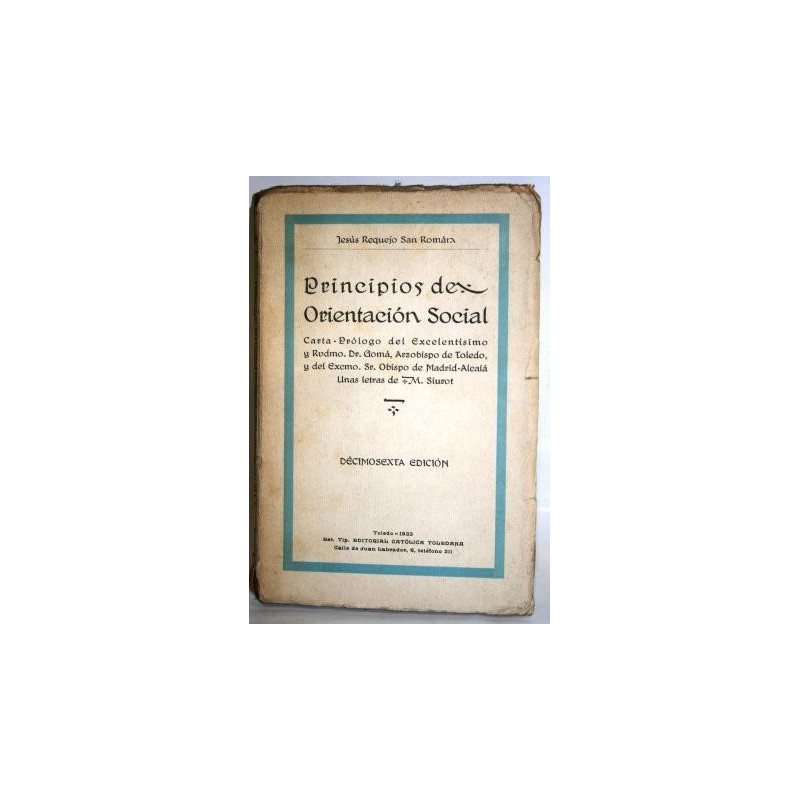 Jesús Requejo San Román
Principios de
Orientación Social
Carta-Prólogo del Excelentísimo
y Rvdmo. Dr. Gomá, Arzobispo de Toledo,
y del Excmo. Sr. Obispo de Madrid-Alcalá
Unas letras de M. Siurot
DÉCIMOSEXTA EDICIÓN
Toledo-1933
Est. Tip. EDITORIAL CATÓLICA TOLEDANA
Calle de Juan Labrador, 6, teléfono 211